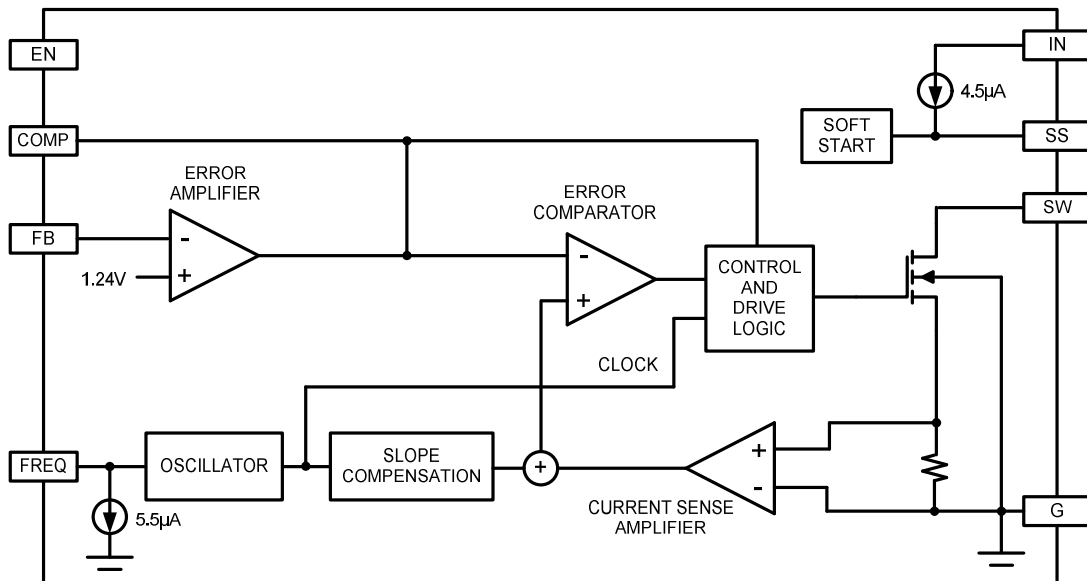 EN
IN
4.5µA
COMP
SOFT
START
SS
ERROR
AMPLIFIER
ERROR
COMPARATOR
SW
FB
-
1.24V
+
-
+
CONTROL
AND
DRIVE
LOGIC
CLOCK
FREQ
OSCILLATOR
SLOPE
COMPENSATION
+
+
-
CURRENT SENSE
AMPLIFIER
5.5µA
G